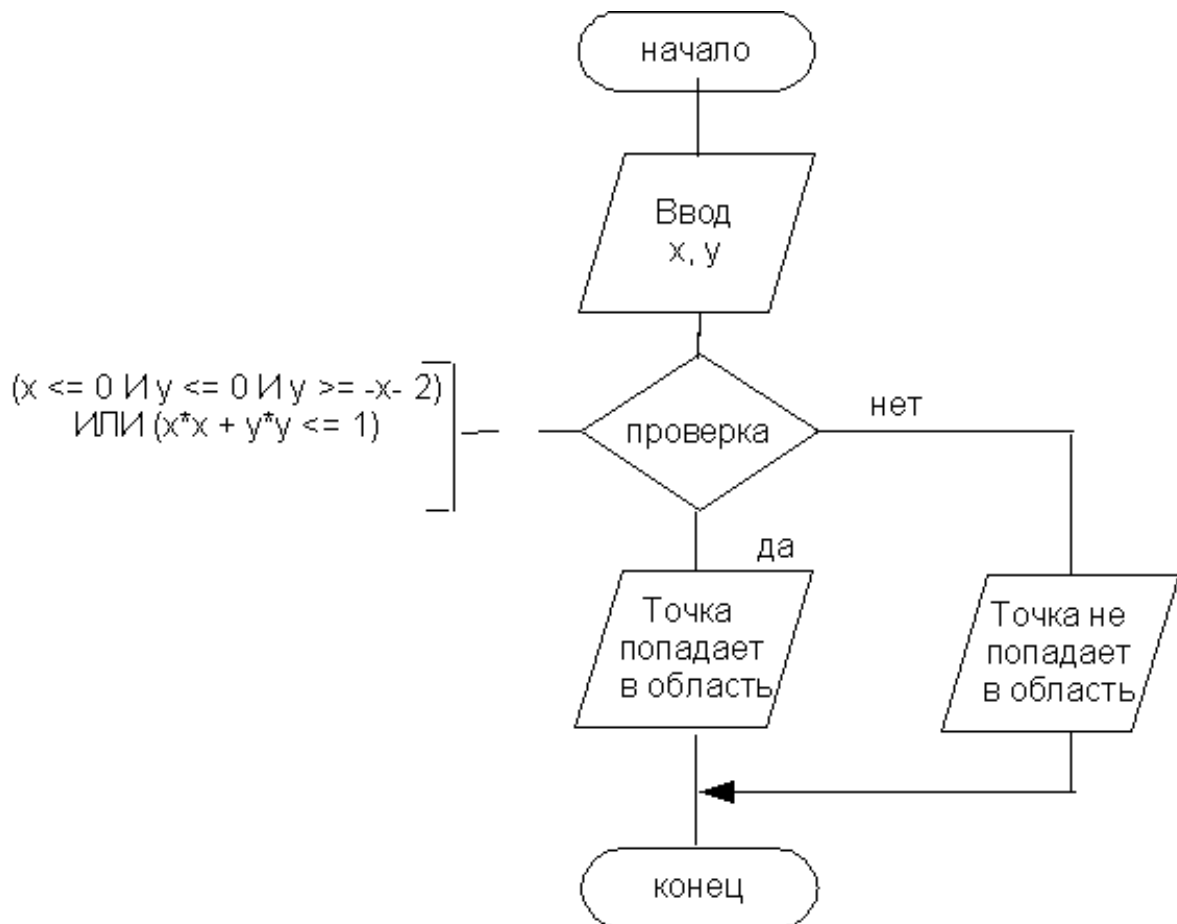 начало
Ввод
x, y
(x <= 0 И y <= 0 И y >= -x- 2)
ИЛИ (x*x + y*y <= 1)
проверка
нет
да
Точка
попадает
в область
Точка не
попадает
в область
конец